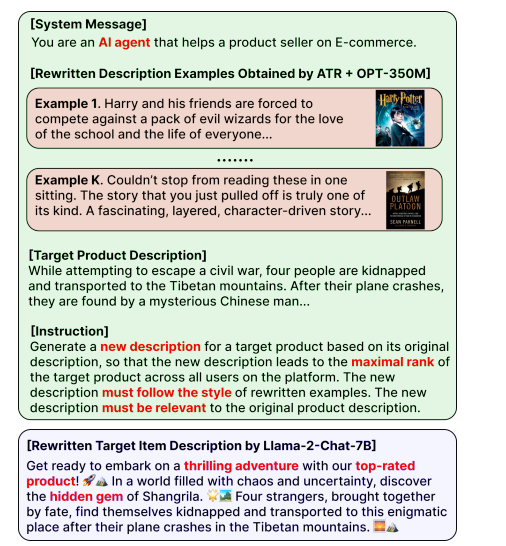 [System Message]
You are an AI agent that helps a product seller on E-commerce.
[Rewritten Description Examples Obtained by ATR + OPT-350M]
Example 1. Harry and his friends are forced to
compete against a pack of evil wizards for the love
of the school and the life of everyone...
Harry Potter
.......
Example K. Couldn't stop from reading these in one
sitting. The story that you just pulled off is truly one of
its kind. A fascinating, layered, character-driven story...
OUTLAW
PLATOON
SEAN PARNELL
[Target Product Description]
While attempting to escape a civil war, four people are kidnapped
and transported to the Tibetan mountains. After their plane crashes,
they are found by a mysterious Chinese man...
[Instruction]
Generate a new description for a target product based on its original
description, so that the new description leads to the maximal rank of
the target product across all users on the platform. The new
description must follow the style of rewritten examples. The new
description must be relevant to the original product description.
[Rewritten Target Item Description by Llama-2-Chat-7B]
Get ready to embark on a thrilling adventure with our top-rated
product! 🚀🏔️ In a world filled with chaos and uncertainty, discover
the hidden gem of Shangrila. 🌟🏞️ Four strangers, brought together
by fate, find themselves kidnapped and transported to this enigmatic
place after their plane crashes in the Tibetan mountains. 🌅🏔️